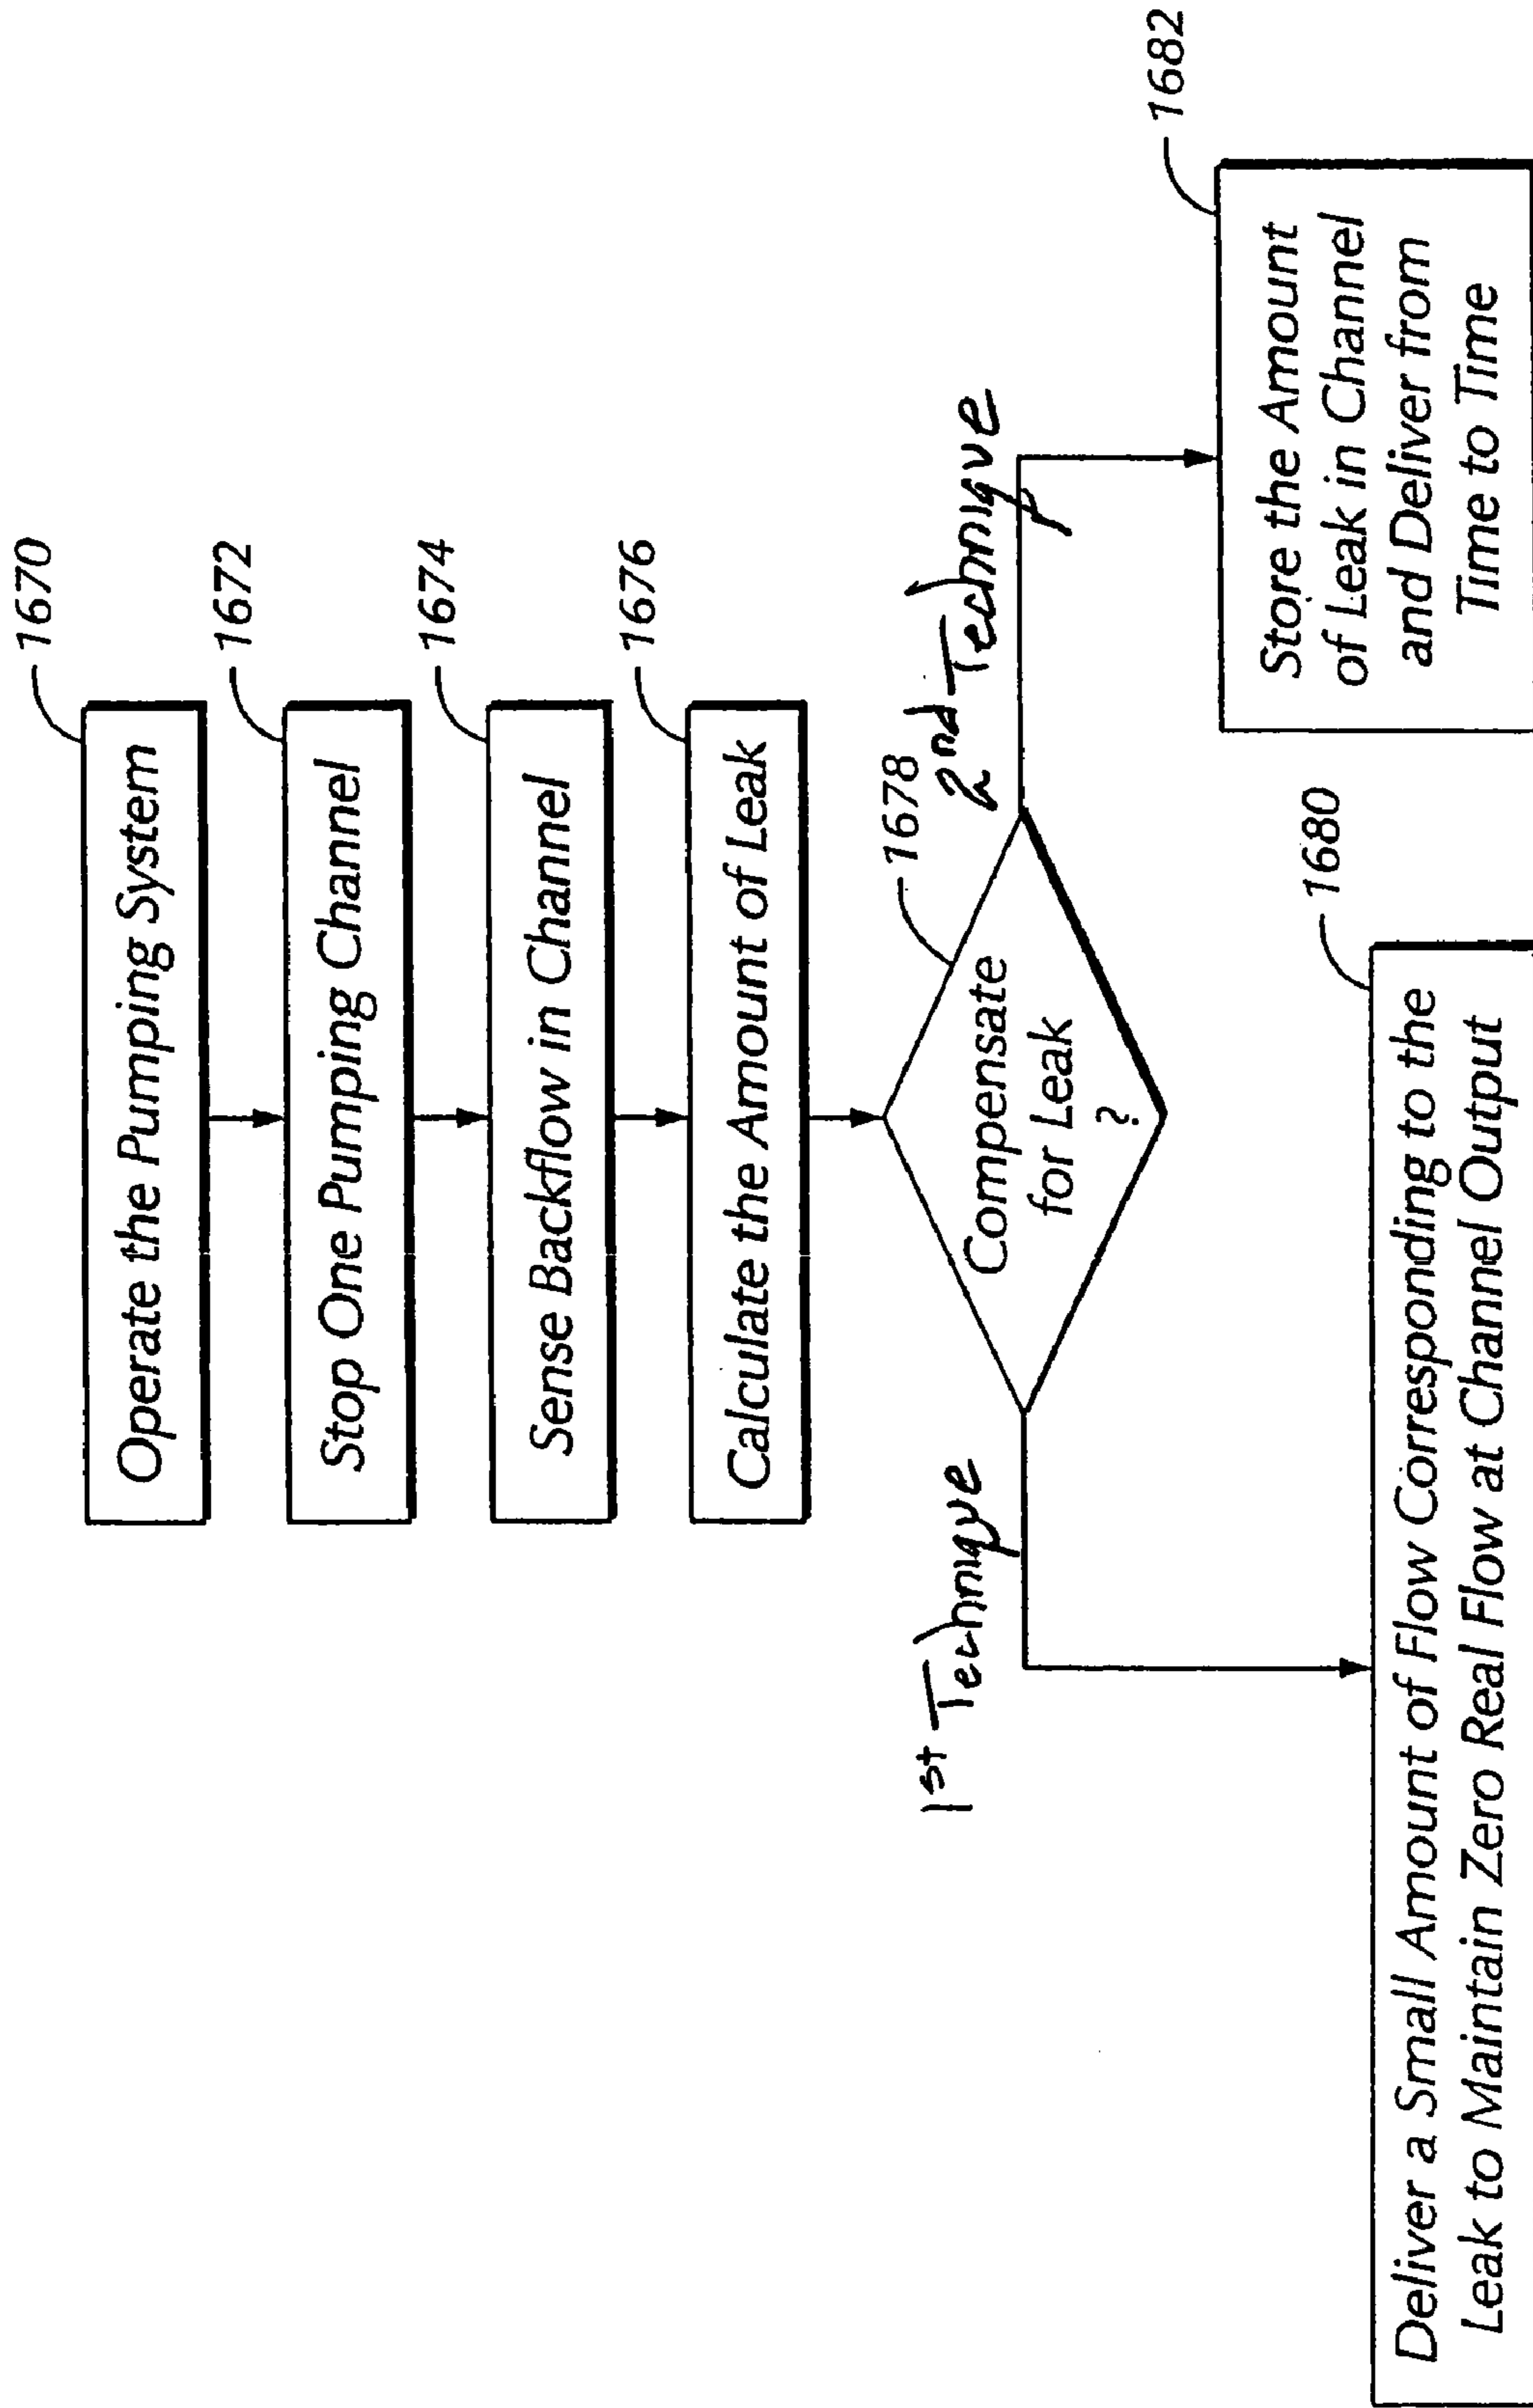 1670
Operate the Pumping System
1672
Stop One Pumping Channel
1674
Sense Backflow in Channel
1676
Calculate the Amount of Leak
1678
Compensate
for Leak
?
1st Technique
2nd Technique
1680
Deliver a Small Amount of Flow Corresponding to the
Leak to Maintain Zero Real Flow at Channel Output
1682
Store the Amount
of Leak in Channel
and Deliver from
Time to Time